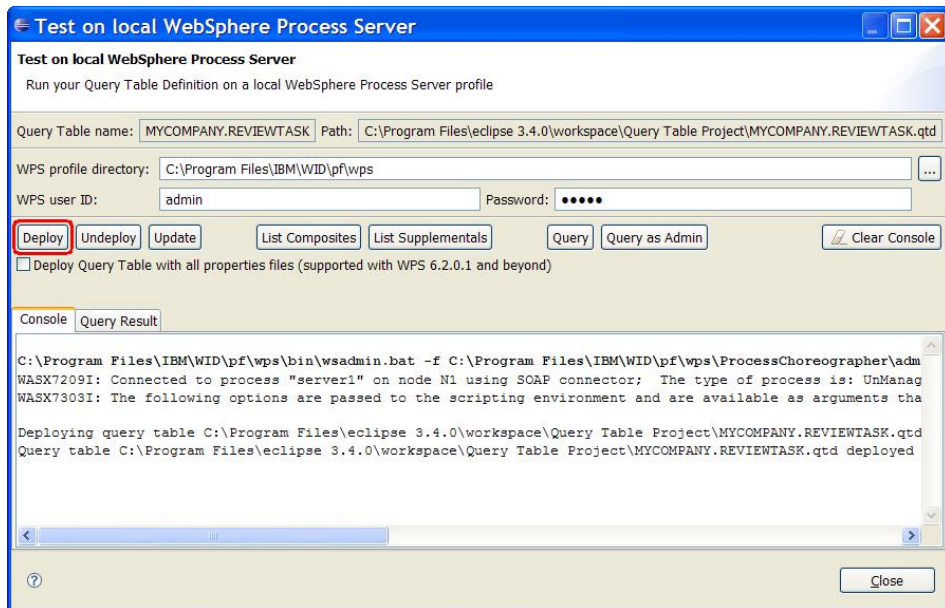 Test on local WebSphere Process Server
Test on local WebSphere Process Server
Run your Query Table Definition on a local WebSphere Process Server profile
Query Table name: MYCOMPANY.REVIEWTASK Path: C:\Program Files\eclipse 3.4.0\workspace\Query Table Project\MYCOMPANY.REVIEWTASK.qtd
WPS profile directory: C:\Program Files\IBM\WID\pf\wps ...
WPS user ID: admin Password: •••••
Deploy Undeploy Update List Composites List Supplementals Query Query as Admin Clear Console
Deploy Query Table with all properties files (supported with WPS 6.2.0.1 and beyond)
Console Query Result
C:\Program Files\IBM\WID\pf\wps\bin\wsadmin.bat -f C:\Program Files\IBM\WID\pf\wps\ProcessChoreographer\adm
WASX7209I: Connected to process "server1" on node N1 using SOAP connector; The type of process is: UnManag
WASX7303I: The following options are passed to the scripting environment and are available as arguments tha
Deploying query table C:\Program Files\eclipse 3.4.0\workspace\Query Table Project\MYCOMPANY.REVIEWTASK.qtd
Query table C:\Program Files\eclipse 3.4.0\workspace\Query Table Project\MYCOMPANY.REVIEWTASK.qtd deployed
? Close